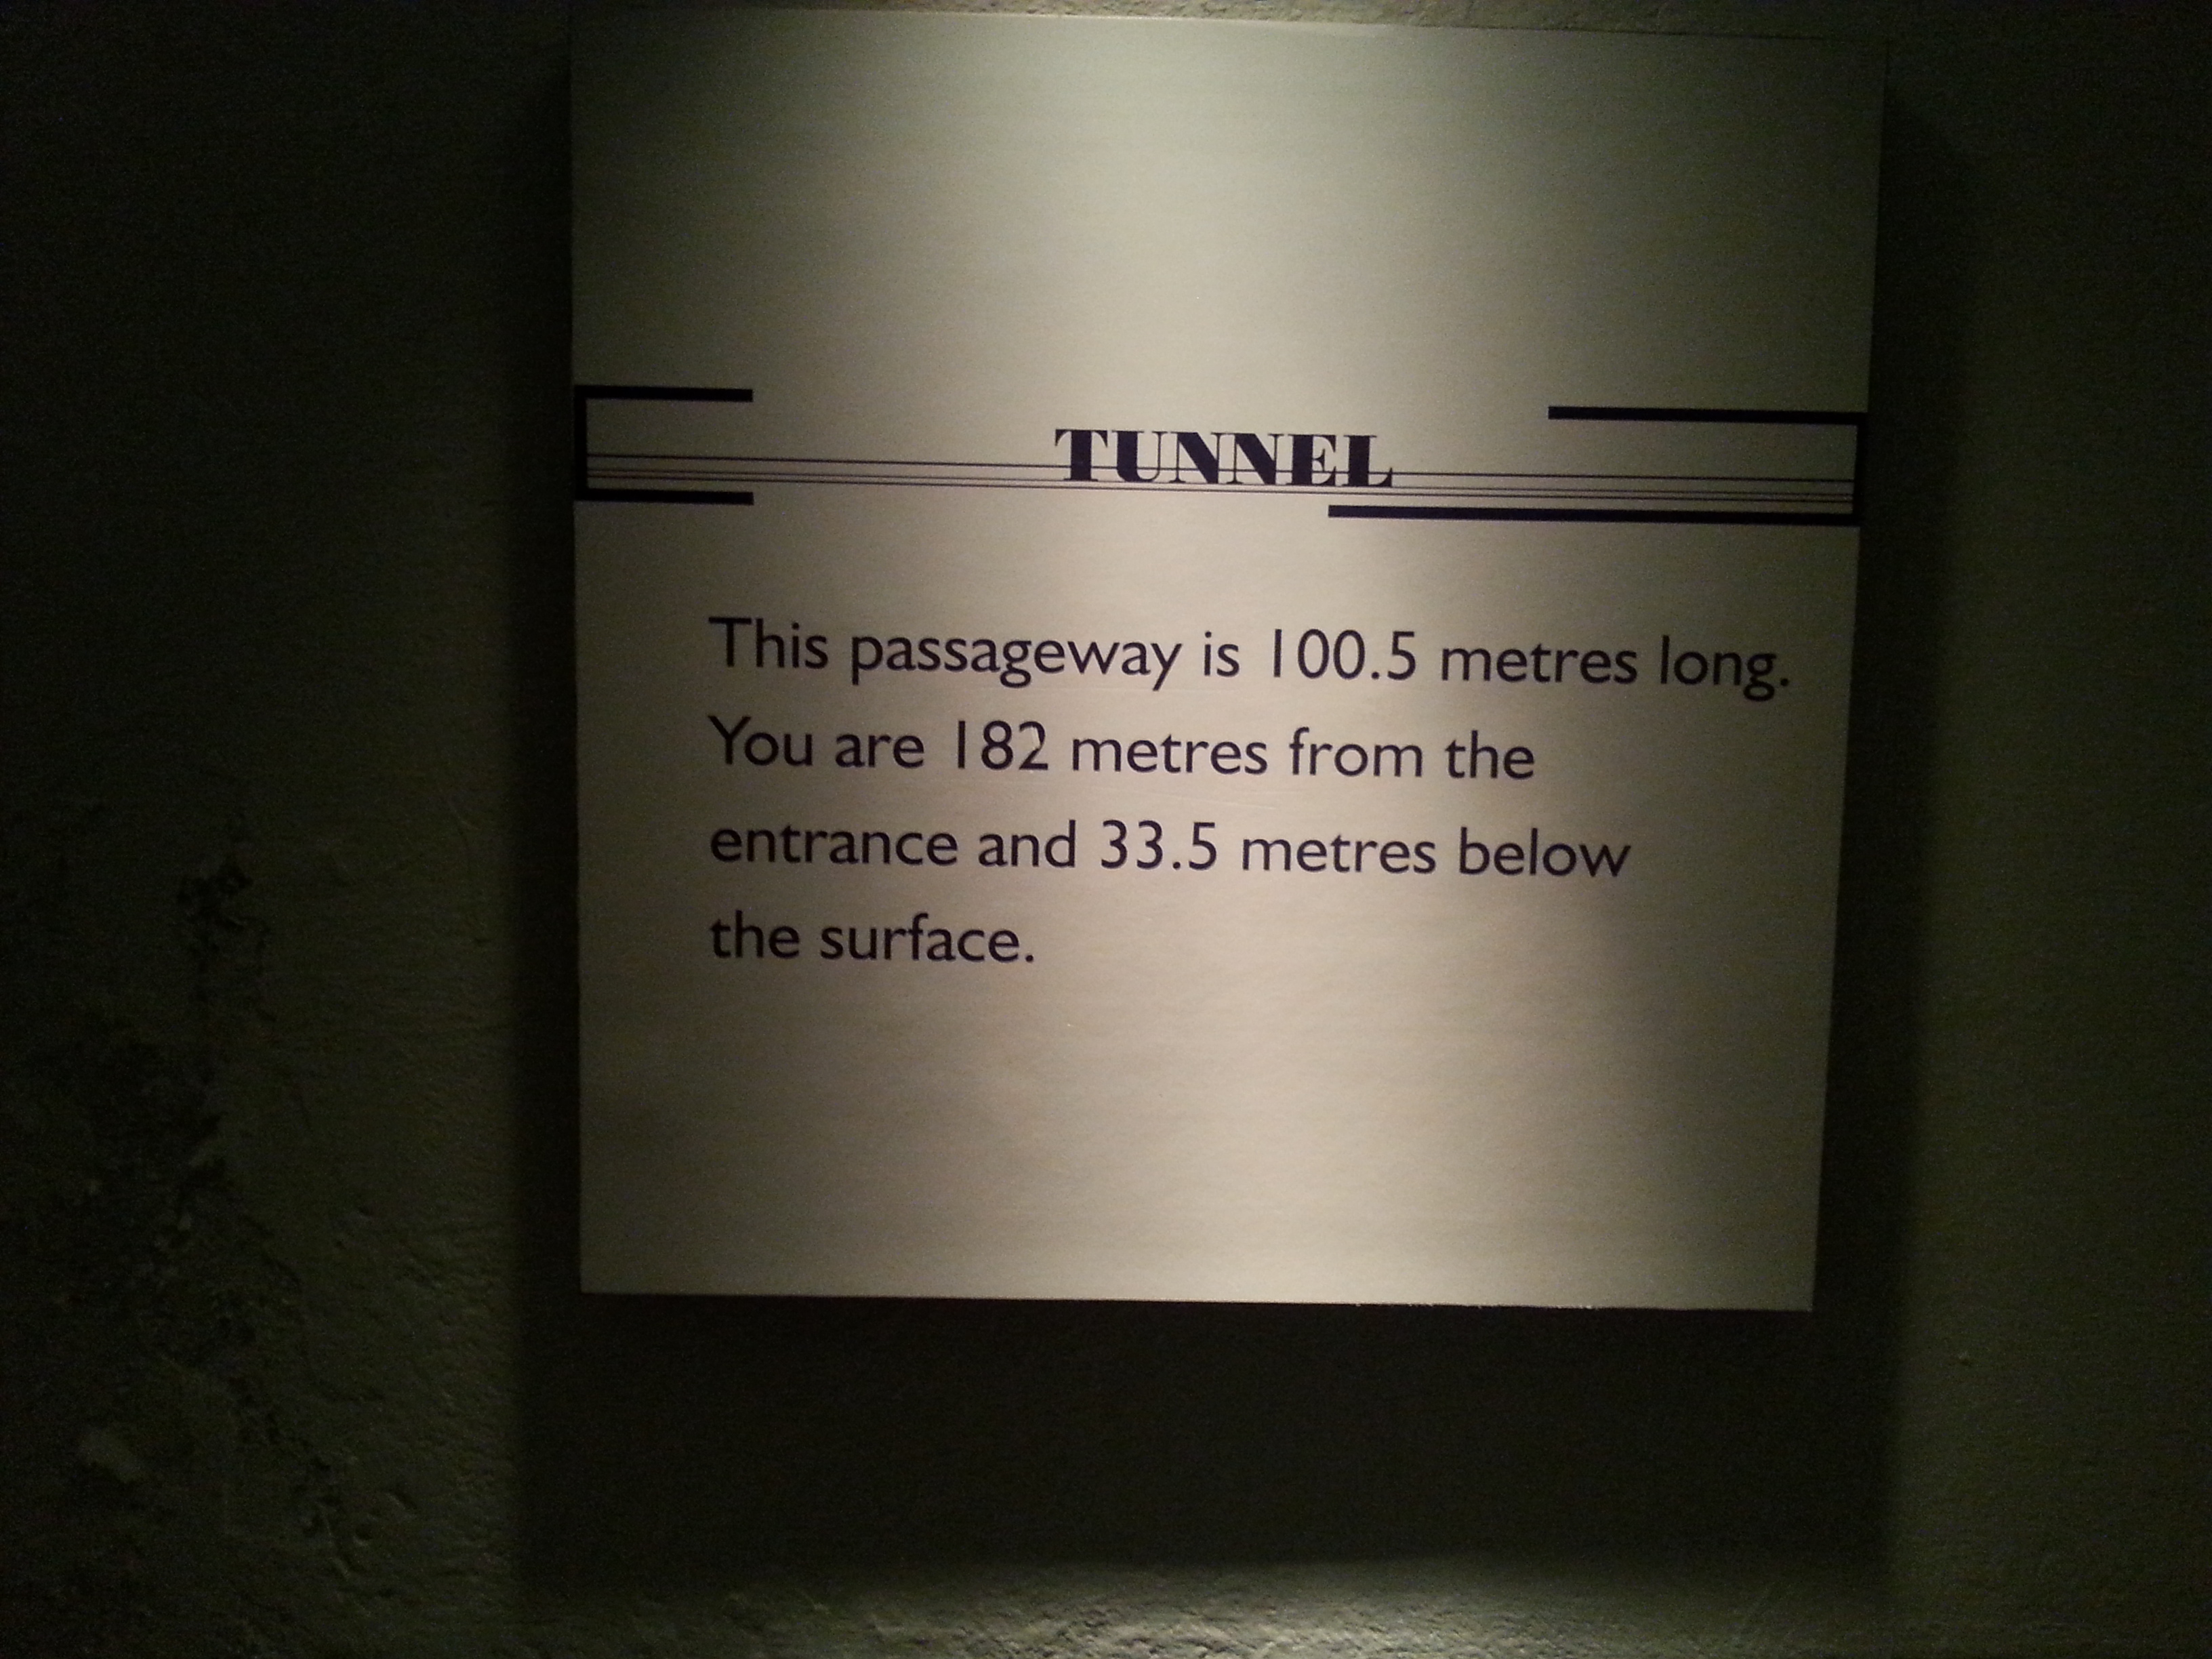 TUNNEL
This passageway is 100.5 metres long.
You are 182 metres from the
entrance and 33.5 metres below
the surface.